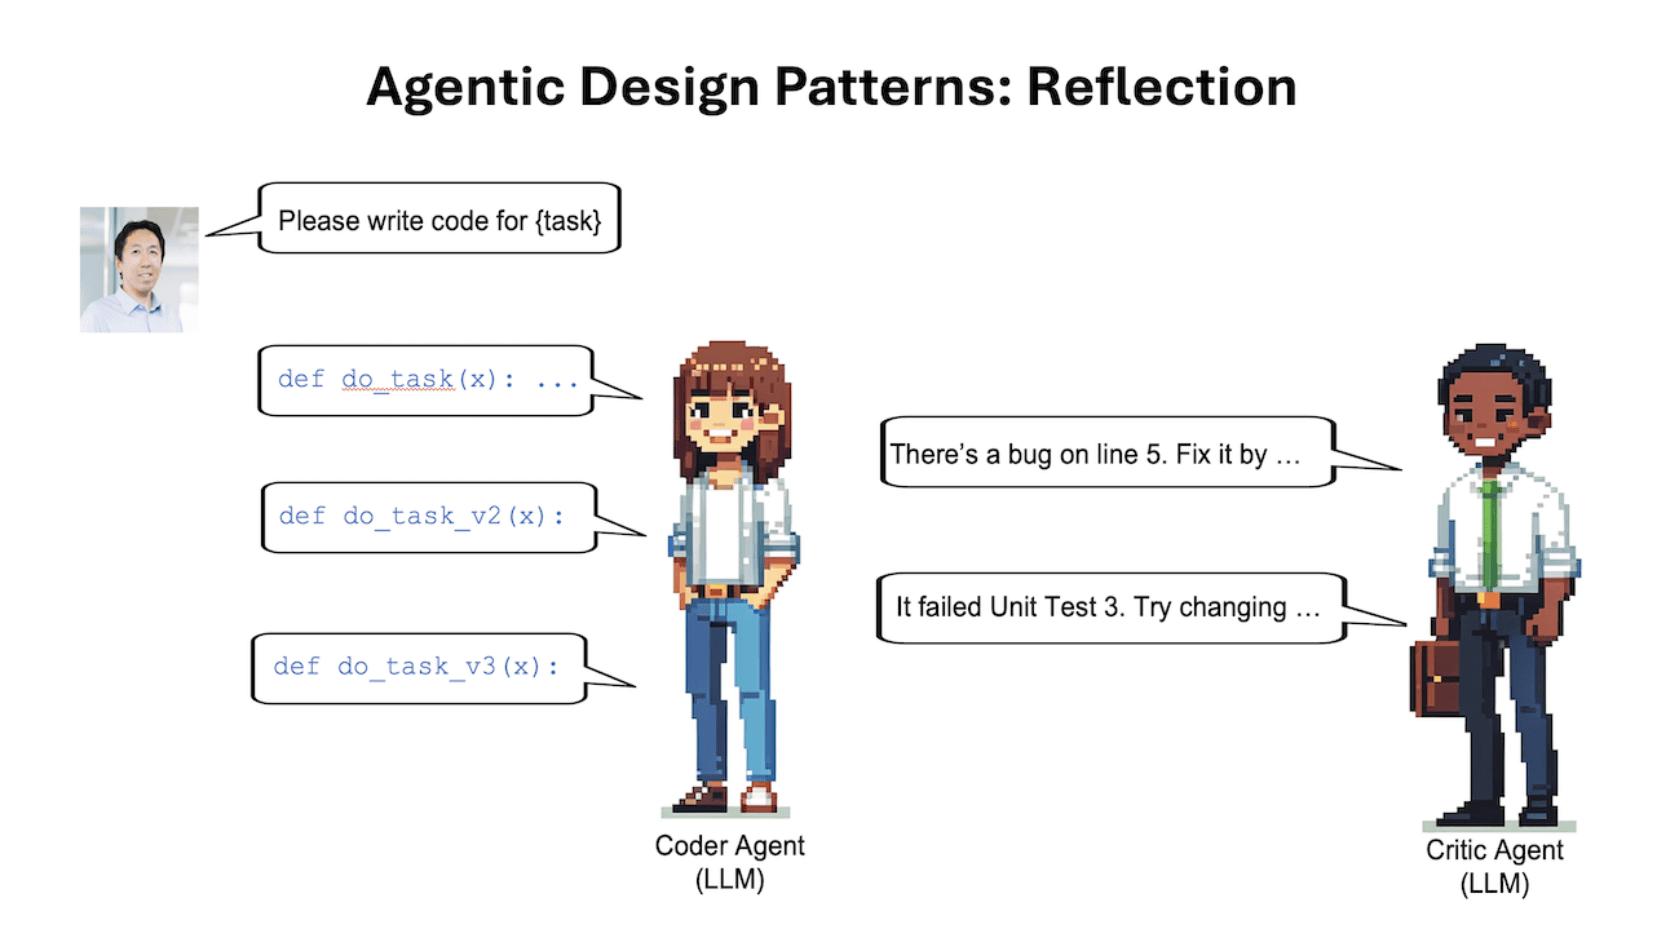 Agentic Design Patterns: Reflection
Please write code for {task}
def do_task(x): ...
There’s a bug on line 5. Fix it by …
def do_task_v2(x):
It failed Unit Test 3. Try changing …
def do_task_v3(x):
Coder Agent
(LLM)
Critic Agent
(LLM)